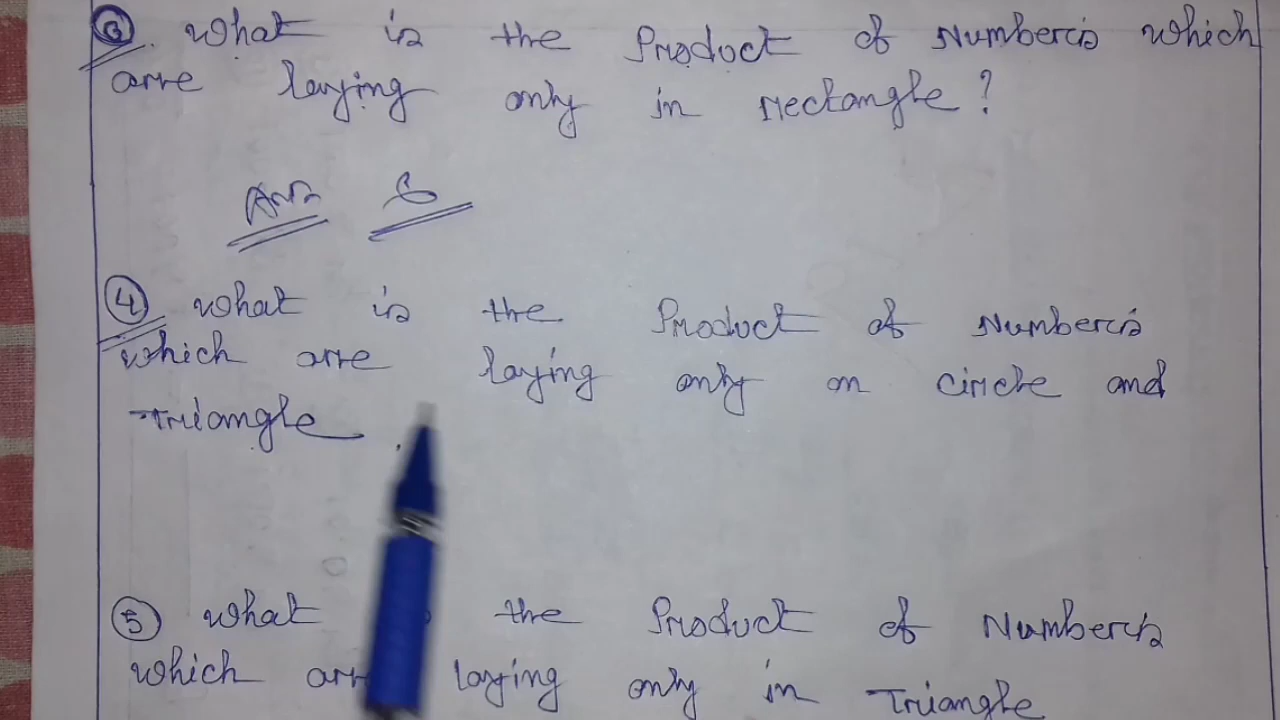 ③. What is the Product of Numbers which
are laying only in rectangle?
Ans 6
④ What is the Product of Numbers
which are laying only on circle and
Triangle
⑤ What the Product of Numbers
which are laying only in Triangle